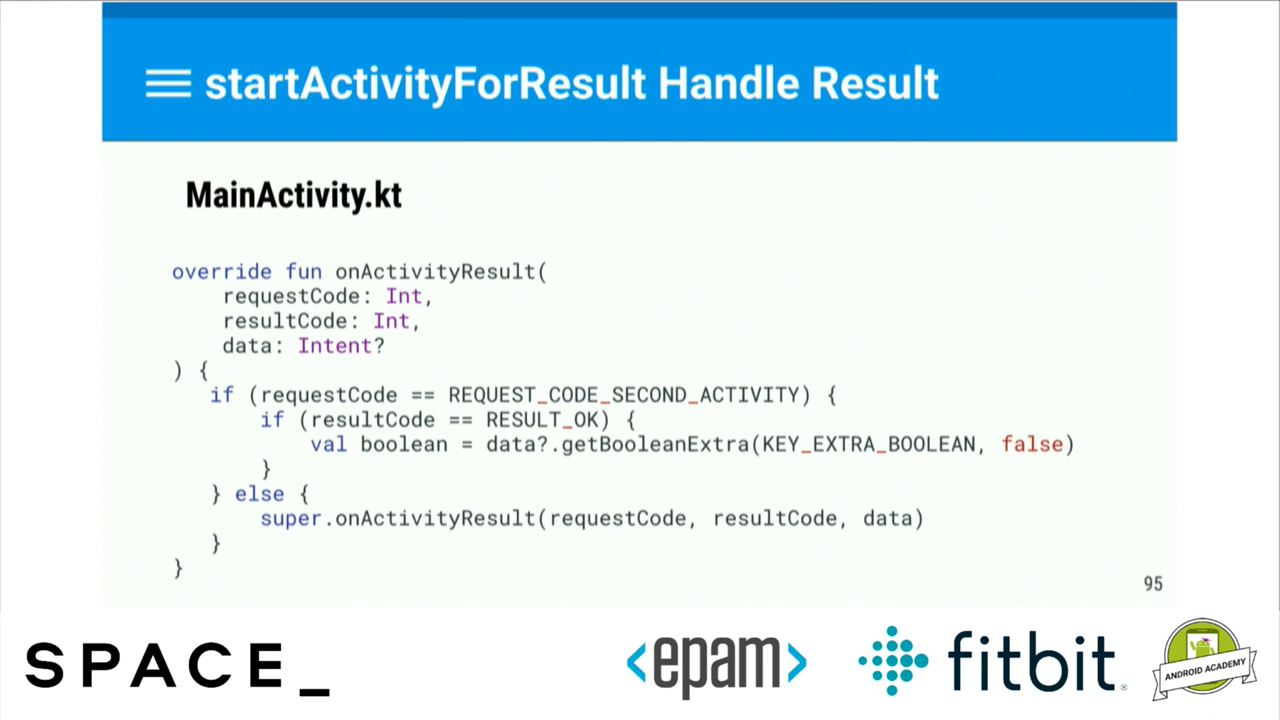 startActivityForResult Handle Result
MainActivity.kt
override fun onActivityResult(
requestCode: Int,
resultCode: Int,
data: Intent?
) {
if (requestCode == REQUEST_CODE_SECOND_ACTIVITY) {
if (resultCode == RESULT_OK) {
val boolean = data?.getBooleanExtra(KEY_EXTRA_BOOLEAN, false)
}
} else {
super.onActivityResult(requestCode, resultCode, data)
}
}
95
SPACE_
<epam>
fitbit®
ANDROID ACADEMY